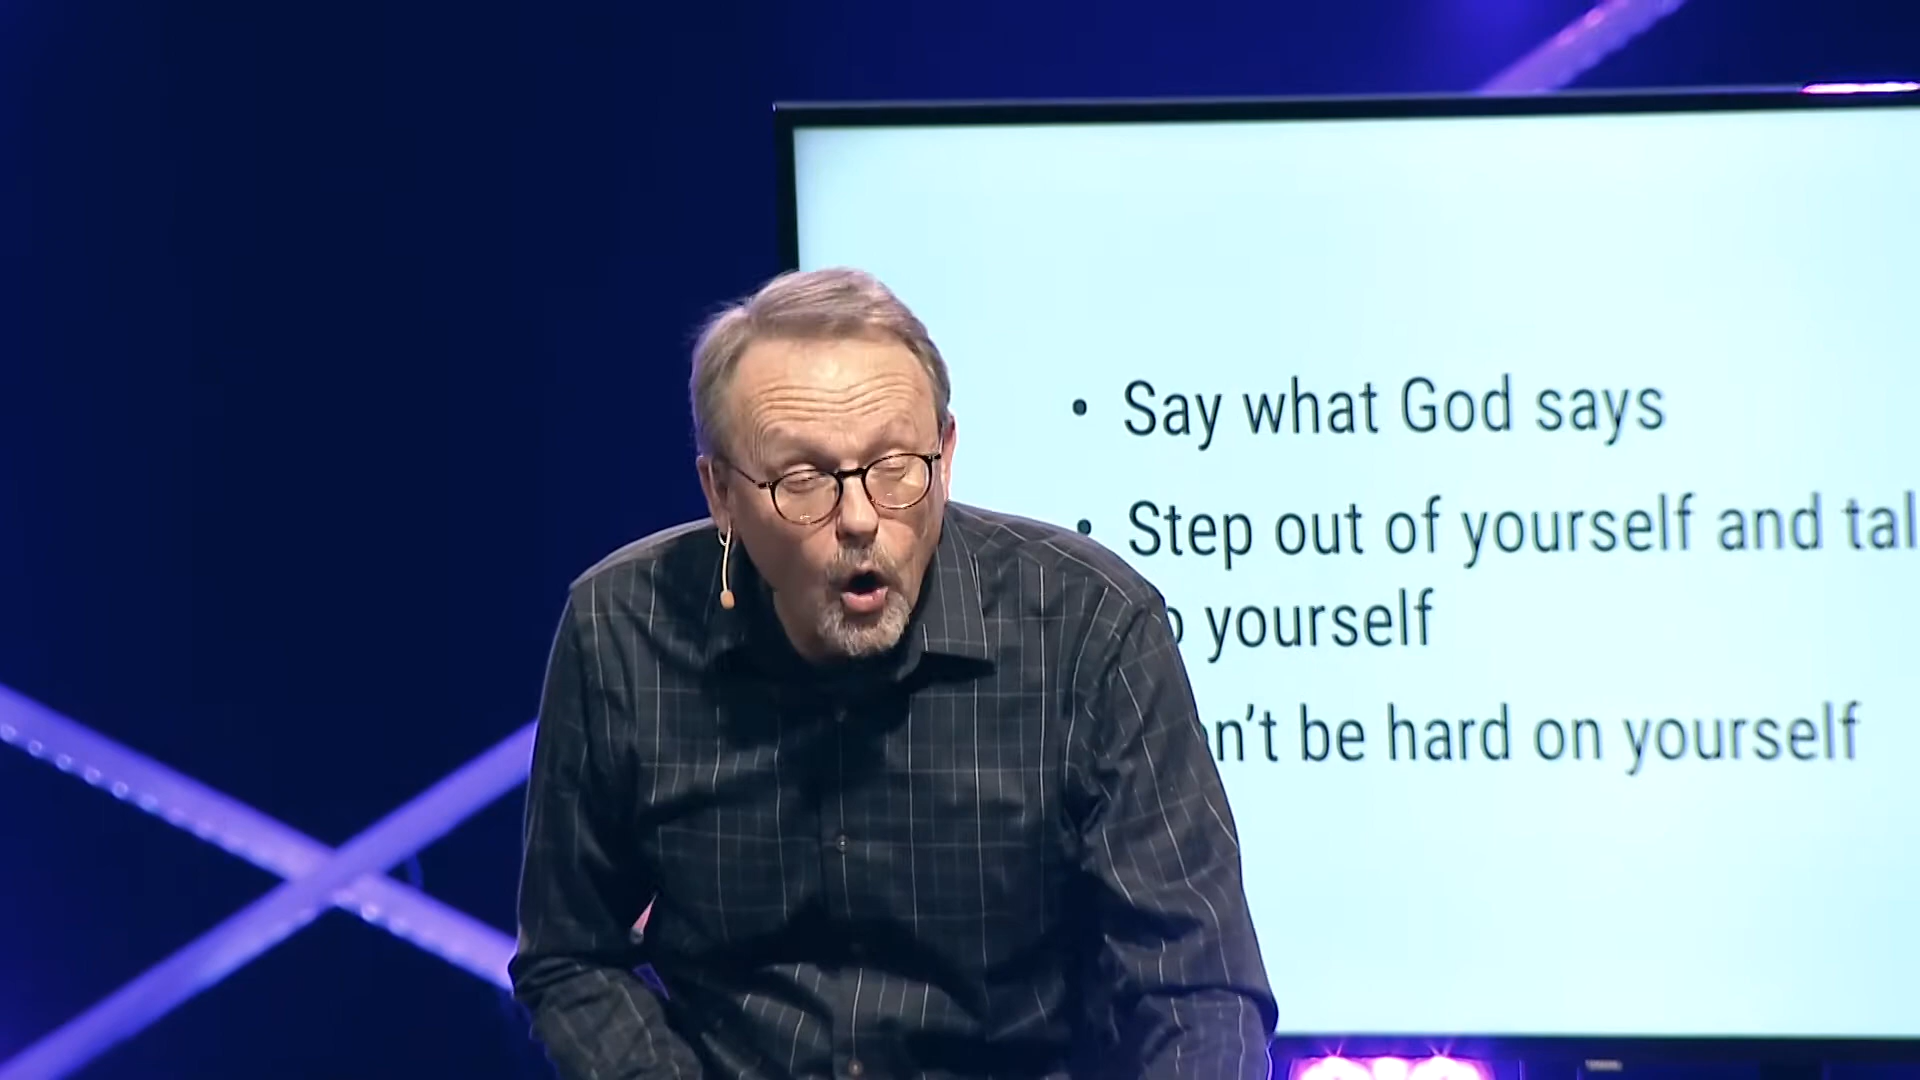 • Say what God says
• Step out of yourself and tal
o yourself
n't be hard on yourself